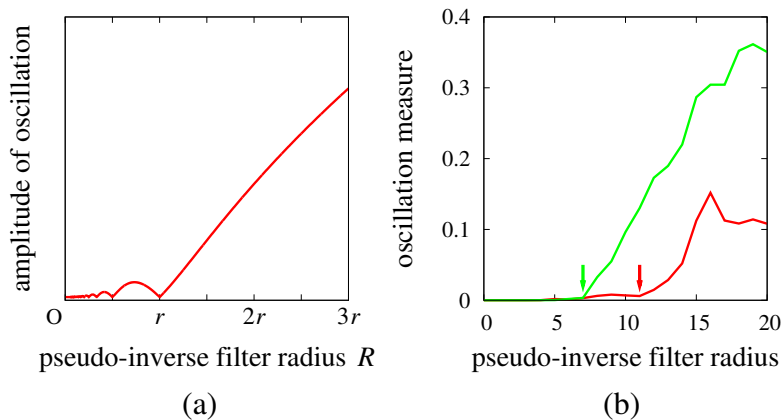 amplitude of oscillation
O r 2r 3r
pseudo-inverse filter radius R
(a)
oscillation measure
0.4
0.3
0.2
0.1
0
0 5 10 15 20
pseudo-inverse filter radius
(b)